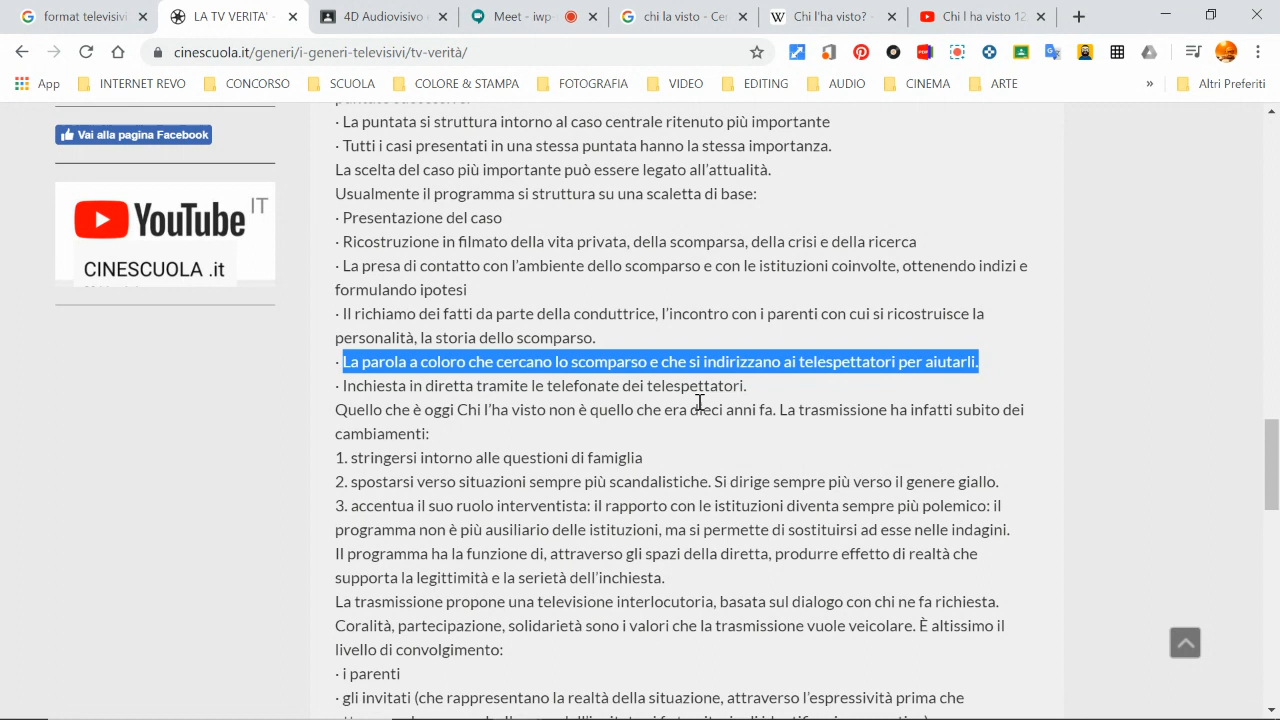 format televisivi
LA TV VERITA' -
4D Audiovisivo e
Meet - iwp-
chi la visto - Cer
Chi l'ha visto? -
Chi l ha visto 12
cinescuola.it/generi/i-generi-televisivi/tv-verità/
App
INTERNET REVO
CONCORSO
SCUOLA
COLORE & STAMPA
FOTOGRAFIA
VIDEO
EDITING
AUDIO
CINEMA
ARTE
»
Altri Preferiti
Vai alla pagina Facebook
YouTube IT
CINESCUOLA .it
· La puntata si struttura intorno al caso centrale ritenuto più importante
· Tutti i casi presentati in una stessa puntata hanno la stessa importanza.
La scelta del caso più importante può essere legato all'attualità.
Usualmente il programma si struttura su una scaletta di base:
· Presentazione del caso
· Ricostruzione in filmato della vita privata, della scomparsa, della crisi e della ricerca
· La presa di contatto con l'ambiente dello scomparso e con le istituzioni coinvolte, ottenendo indizi e
formulando ipotesi
· Il richiamo dei fatti da parte della conduttrice, l'incontro con i parenti con cui si ricostruisce la
personalità, la storia dello scomparso.
· La parola a coloro che cercano lo scomparso e che si indirizzano ai telespettatori per aiutarli.
· Inchiesta in diretta tramite le telefonate dei telespettatori.
Quello che è oggi Chi l'ha visto non è quello che era dieci anni fa. La trasmissione ha infatti subito dei
cambiamenti:
1. stringersi intorno alle questioni di famiglia
2. spostarsi verso situazioni sempre più scandalistiche. Si dirige sempre più verso il genere giallo.
3. accentua il suo ruolo interventista: il rapporto con le istituzioni diventa sempre più polemico: il
programma non è più ausiliario delle istituzioni, ma si permette di sostituirsi ad esse nelle indagini.
Il programma ha la funzione di, attraverso gli spazi della diretta, produrre effetto di realtà che
supporta la legittimità e la serietà dell'inchiesta.
La trasmissione propone una televisione interlocutoria, basata sul dialogo con chi ne fa richiesta.
Coralità, partecipazione, solidarietà sono i valori che la trasmissione vuole veicolare. È altissimo il
livello di convolgimento:
· i parenti
· gli invitati (che rappresentano la realtà della situazione, attraverso l'espressività prima che